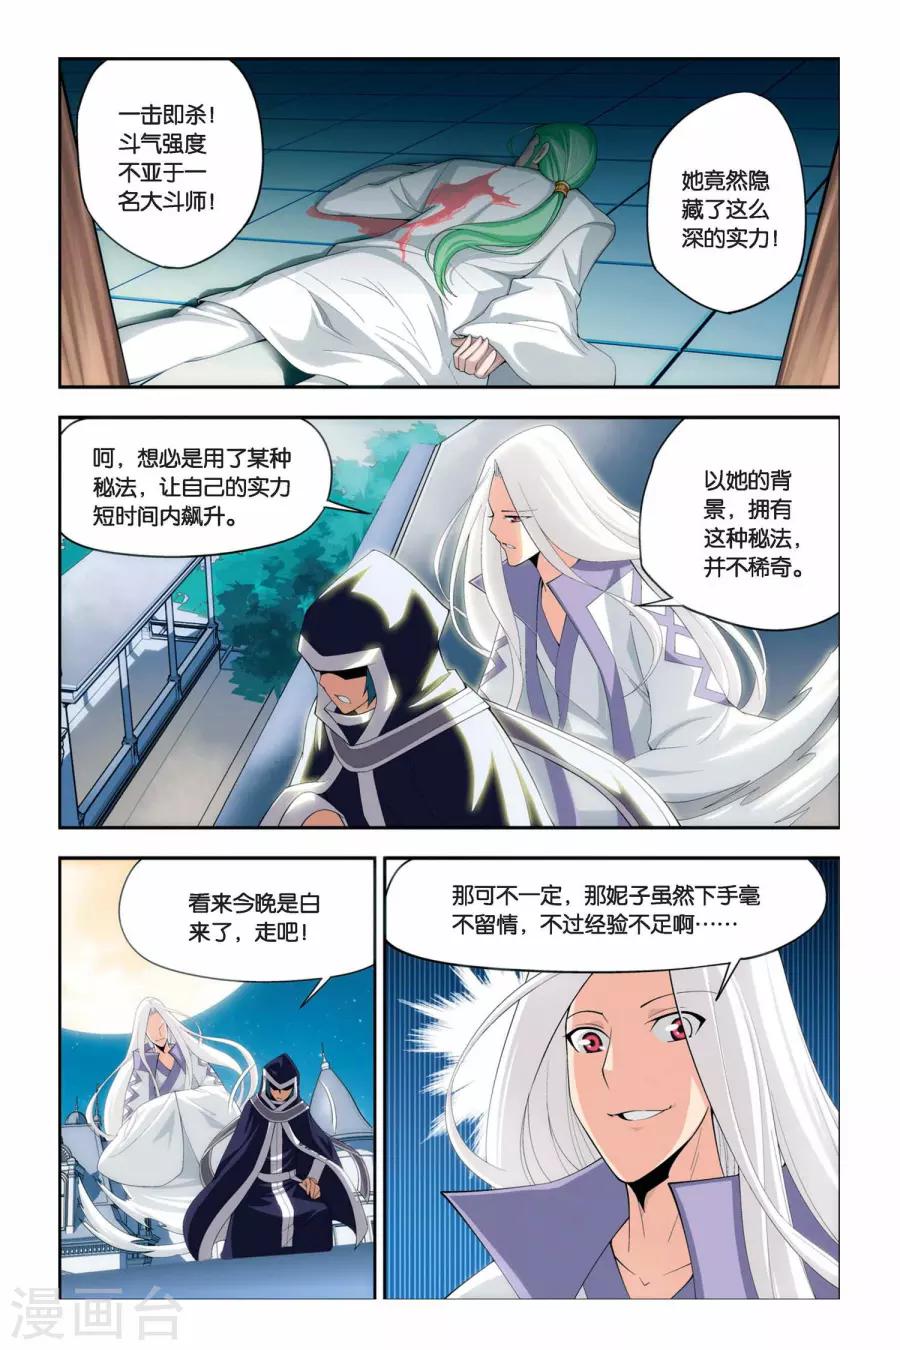 一击即杀！
斗气强度
不亚于一
名大斗师！
她竟然隐
藏了这么
深的实力！
呵，想必是用了某种
秘法，让自己的实力
短时间内飙升。
以她的背
景，拥有
这种秘法，
并不稀奇。
看来今晚是白
来了，走吧！
那可不一定，那妮子虽然下手毫
不留情，不过经验不足啊……
漫画台